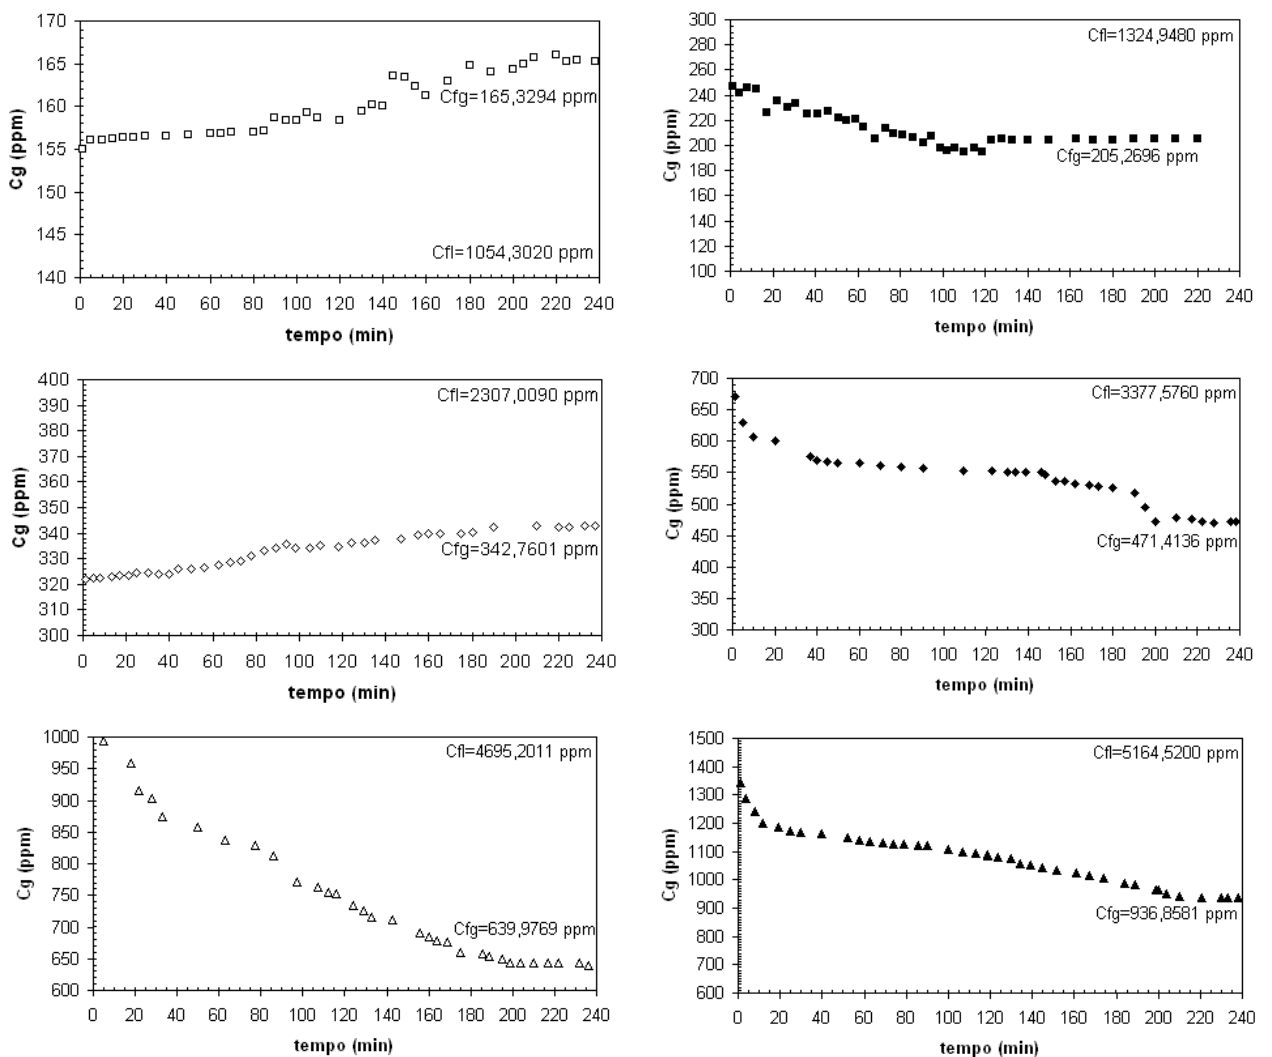 170
165
160
155
150
145
140
Cg (ppm)
Cfg=165,3294 ppm
Cfl=1054,3020 ppm
0 20 40 60 80 100 120 140 160 180 200 220 240
tempo (min)
300
280
260
240
220
200
180
160
140
120
100
Cg (ppm)
Cfl=1324,9480 ppm
Cfg=205,2696 ppm
0 20 40 60 80 100 120 140 160 180 200 220 240
tempo (min)
400
390
380
370
360
350
340
330
320
310
300
Cg (ppm)
Cfl=2307,0090 ppm
Cfg=342,7601 ppm
0 20 40 60 80 100 120 140 160 180 200 220 240
tempo (min)
700
650
600
550
500
450
400
350
300
Cg (ppm)
Cfl=3377,5760 ppm
Cfg=471,4136 ppm
0 20 40 60 80 100 120 140 160 180 200 220 240
tempo (min)
1000
950
900
850
800
750
700
650
600
Cg (ppm)
Cfl=4695,2011 ppm
Cfg=639,9769 ppm
0 20 40 60 80 100 120 140 160 180 200 220 240
tempo (min)
1500
1400
1300
1200
1100
1000
900
800
700
600
Cg (ppm)
Cfl=5164,5200 ppm
Cfg=936,8581 ppm
0 20 40 60 80 100 120 140 160 180 200 220 240
tempo (min)